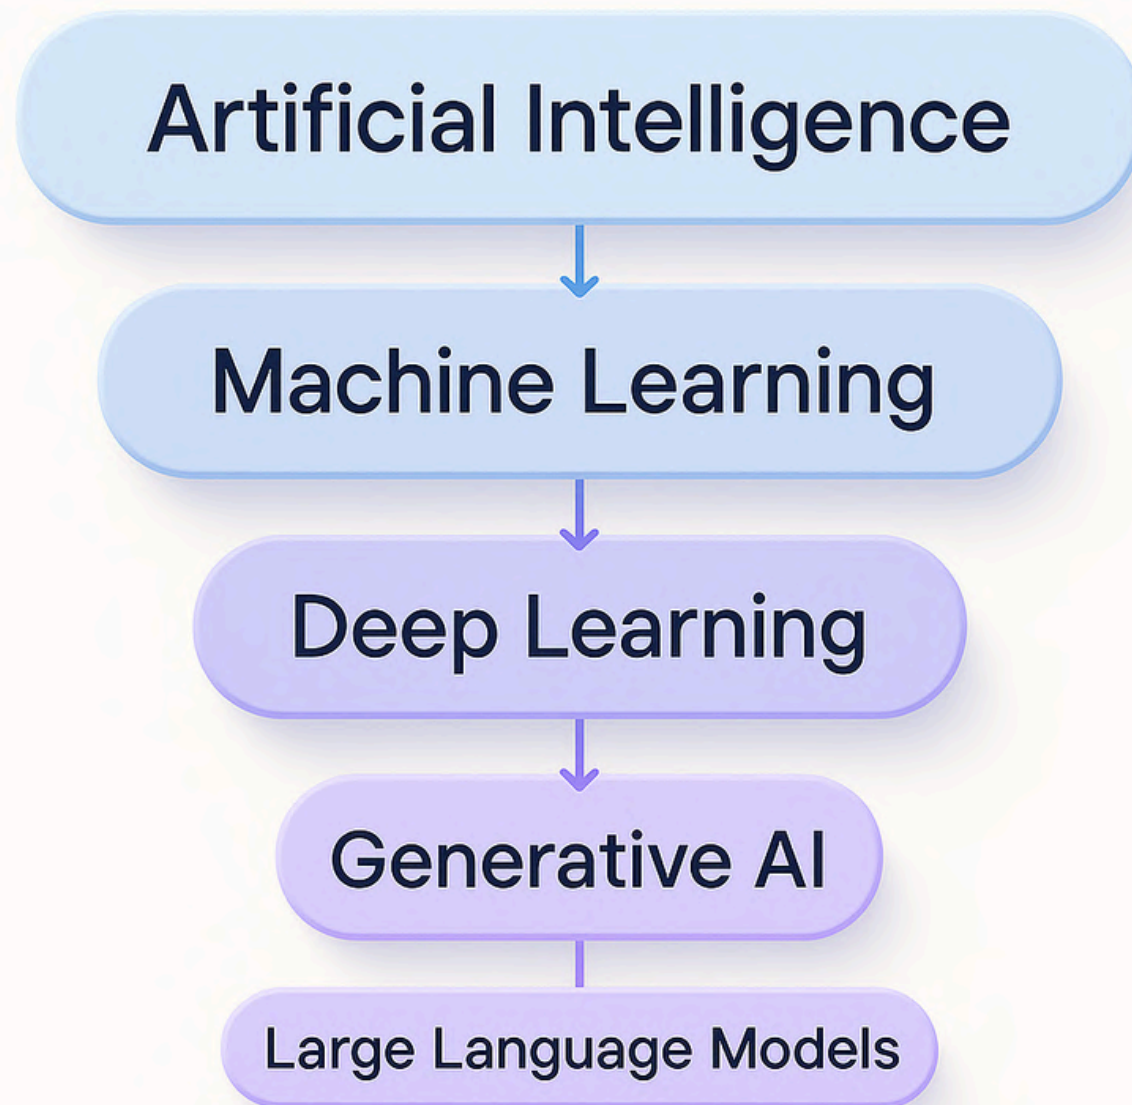 Artificial Intelligence
Machine Learning
Deep Learning
Generative AI
Large Language Models